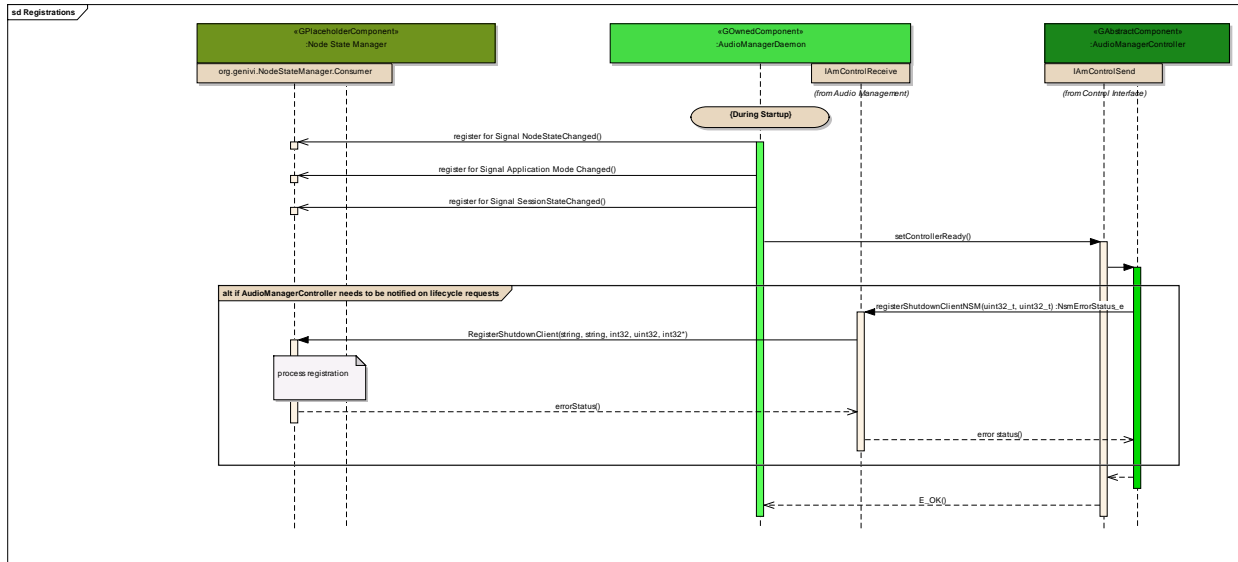 sd Registrations
«GPlaceholderComponent»
:Node State Manager
«GOwnedComponent»
:AudioManagerDaemon
«GAbstractComponent»
:AudioManagerController
org.genivi.NodeStateManager.Consumer
IAmControlReceive
IAmControlSend
(from Audio Management)
(from Control Interface)
{During Startup}
register for Signal NodeStateChanged()
register for Signal Application Mode Changed()
register for Signal SessionStateChanged()
setControllerReady()
alt if AudioManagerController needs to be notified on lifecycle requests
registerShutdownClientNSM(uint32_t, uint32_t) :NsmErrorStatus_e
RegisterShutdownClient(string, string, int32, uint32, int32*)
process registration
errorStatus()
error status()
E_OK()